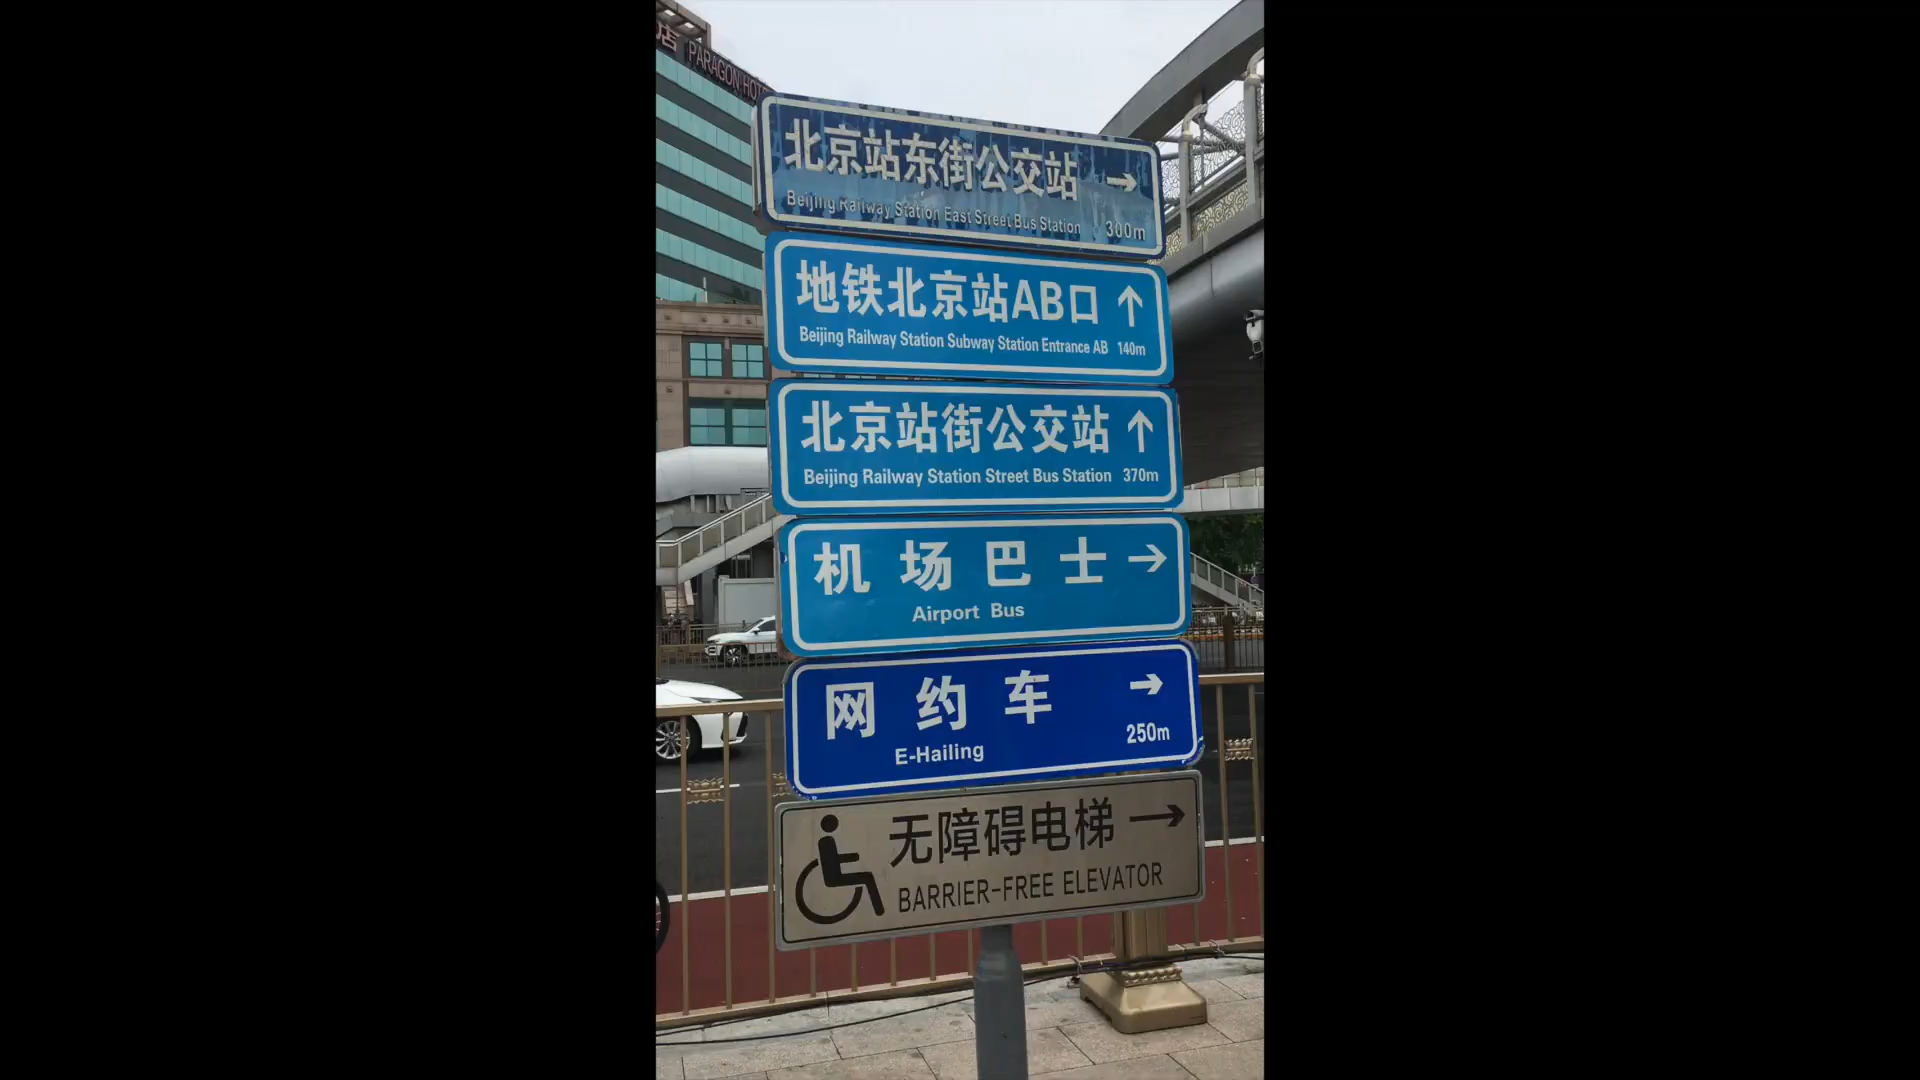 店 PARAGON HOT
北京站东街公交站 →
Beijing Railway Station East Street Bus Station 300m
地铁北京站AB口 ↑
Beijing Railway Station Subway Station Entrance AB 140m
北京站街公交站 ↑
Beijing Railway Station Street Bus Station 370m
机场巴士 →
Airport Bus
网约车 →
E-Hailing 250m
无障碍电梯 →
BARRIER-FREE ELEVATOR